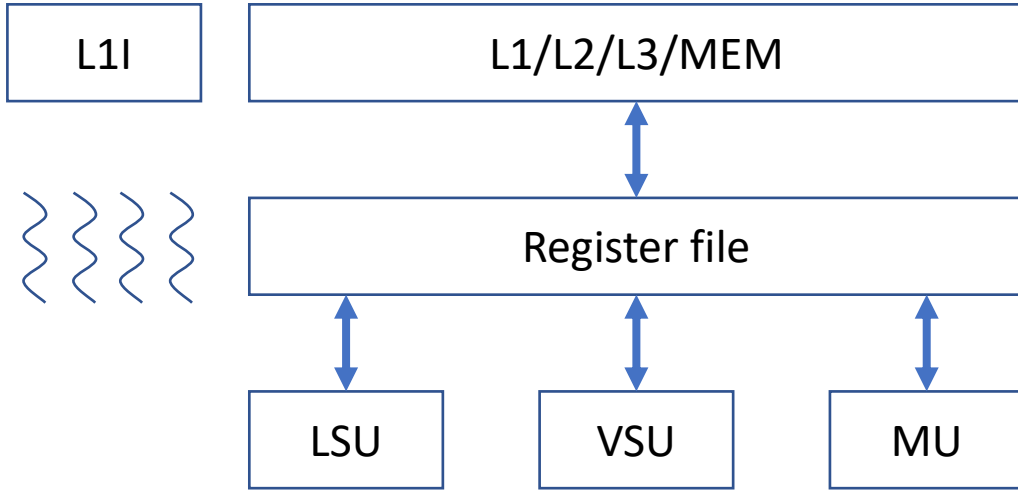 L1I
L1/L2/L3/MEM
Register file
LSU
VSU
MU